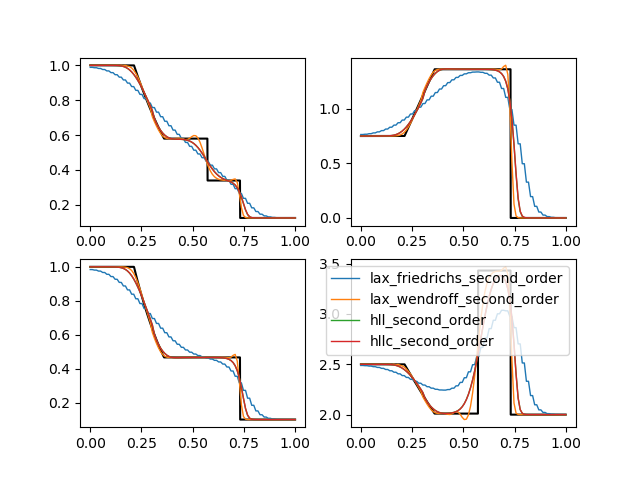 1.0
0.8
0.6
0.4
0.2
0.00 0.25 0.50 0.75 1.00
1.0
0.5
0.0
0.00 0.25 0.50 0.75 1.00
1.0
0.8
0.6
0.4
0.2
0.00 0.25 0.50 0.75 1.00
3.5
3.0
2.5
2.0
0.00 0.25 0.50 0.75 1.00
lax_friedrichs_second_order
lax_wendroff_second_order
hll_second_order
hllc_second_order